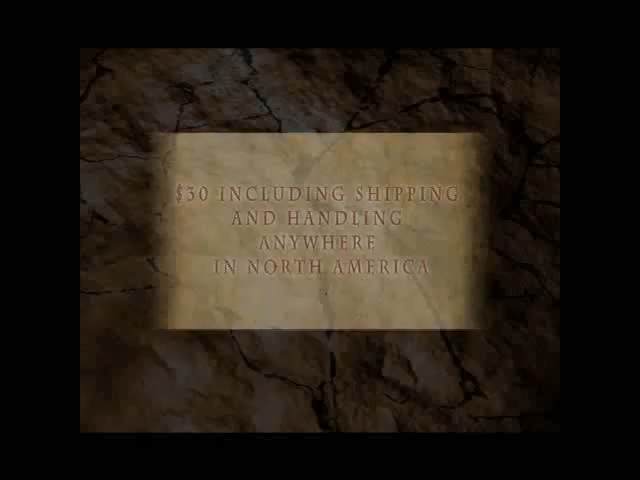 $30 INCLUDING SHIPPING
AND HANDLING
ANYWHERE
IN NORTH AMERICA